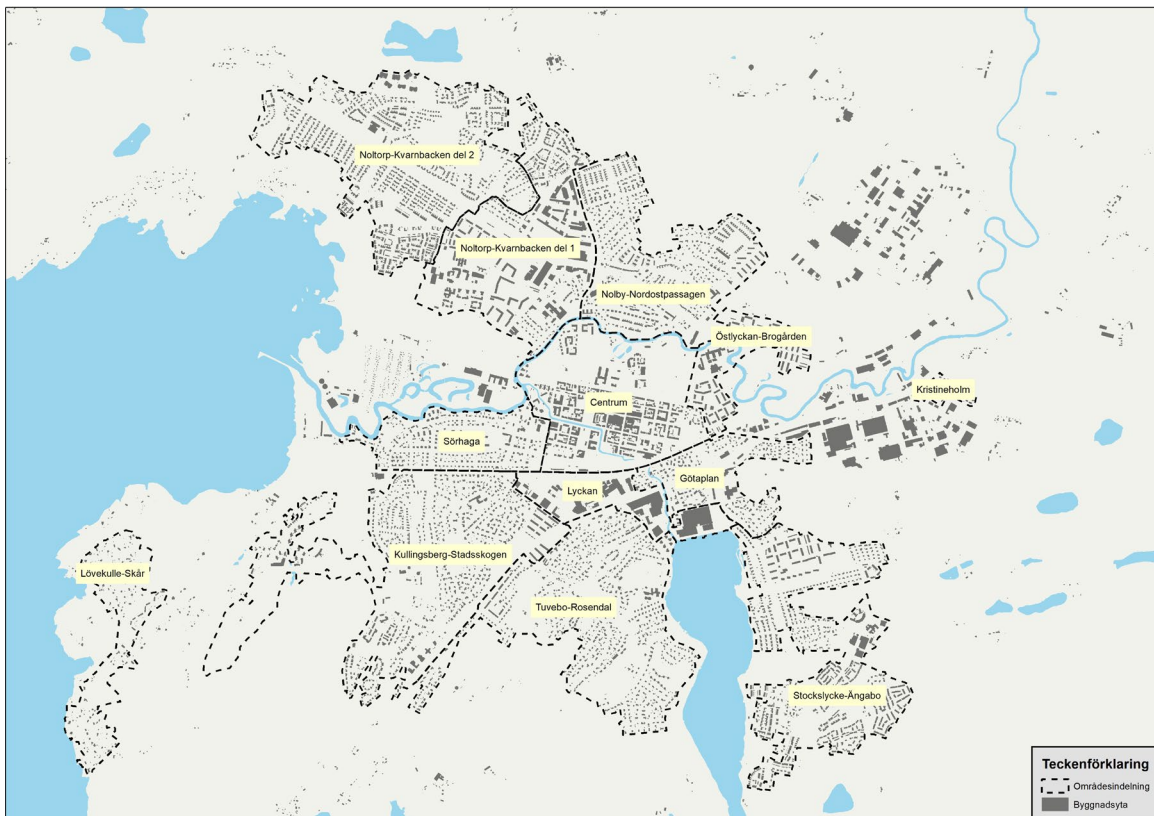 Noltorp-Kvarnbacken del 2
Noltorp-Kvarnbacken del 1
Nolby-Nordostpassagen
Östlyckan-Brogården
Kristineholm
Centrum
Sörhaga
Götaplan
Lyckan
Kullingsberg-Stadsskogen
Lövekulle-Skår
Tuvebo-Rosendal
Stockslycke-Ängabo
Teckenförklaring
Områdesindelning
Byggnadsyta